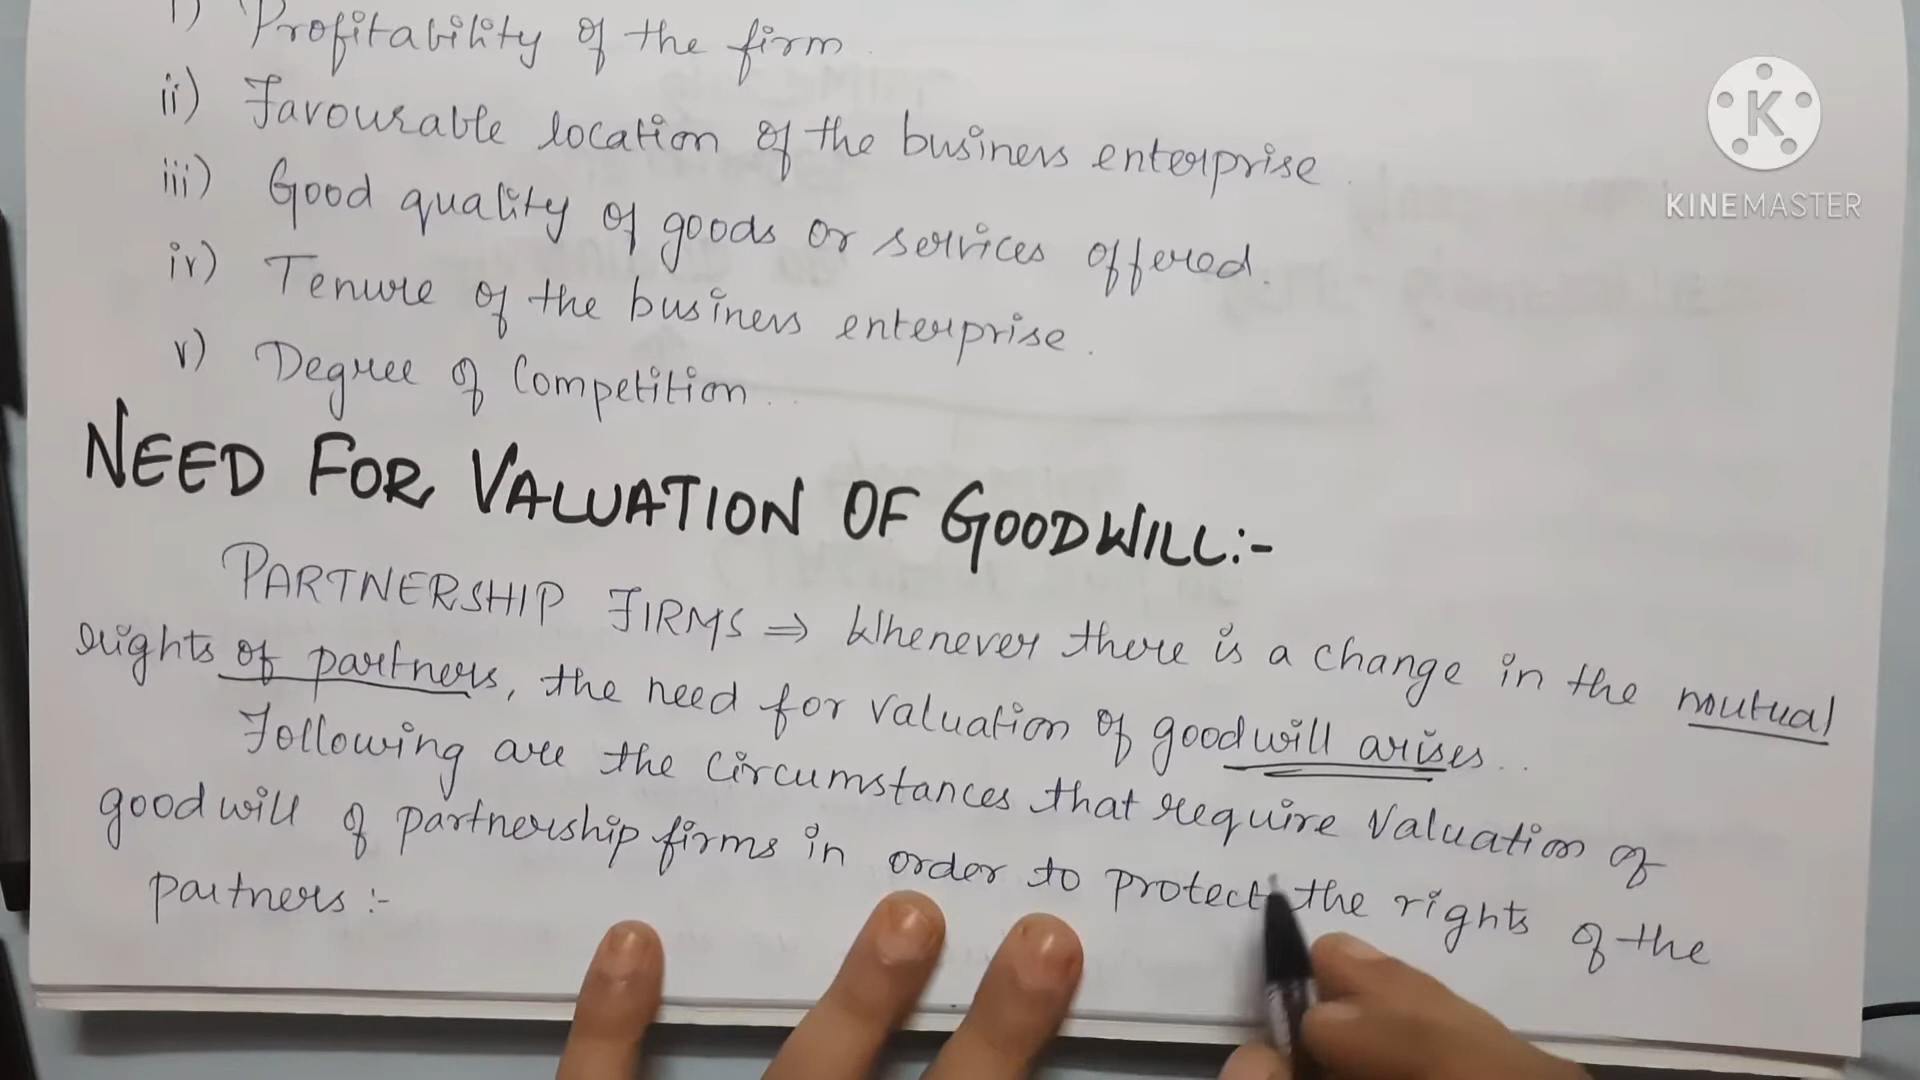 i) Profitability of the firm
ii) Favourable location of the business enterprise.
K
KINEMASTER
iii) Good quality of goods or services offered.
iv) Tenure of the business enterprise.
v) Degree of Competition..
NEED FOR VALUATION OF GOODWILL:-
PARTNERSHIP FIRMS ⇒ Whenever there is a change in the mutual
rights of partners, the need for valuation of goodwill arises..
Following are the circumstances that require valuation of
goodwill of partnership firms in order to protect the rights of the
partners :-